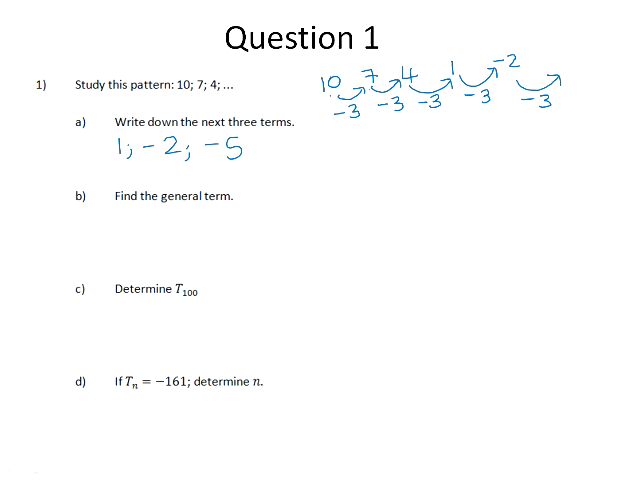 Question 1
1) Study this pattern: 10; 7; 4; ...
10 7 4 1 -2
-3 -3 -3 -3 -3
a) Write down the next three terms.
1; -2; -5
b) Find the general term.
c) Determine T₁₀₀
d) If Tₙ = −161; determine n.